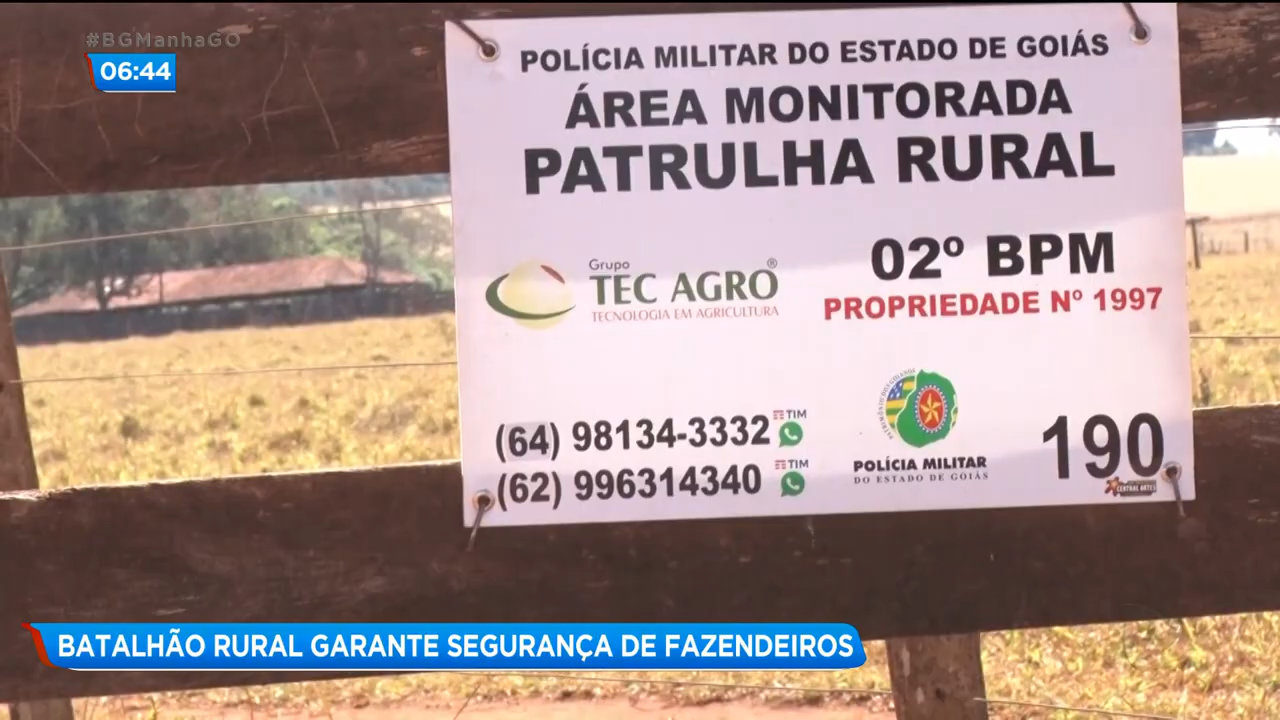 #BGManhaGO
06:44
POLÍCIA MILITAR DO ESTADO DE GOIÁS
ÁREA MONITORADA
PATRULHA RURAL
Grupo
TEC AGRO®
TECNOLOGIA EM AGRICULTURA
02º BPM
PROPRIEDADE Nº 1997
(64) 98134-3332 TIM
(62) 996314340 TIM
POLÍCIA MILITAR
DO ESTADO DE GOIÁS
190
CENTRAL ARTES
BATALHÃO RURAL GARANTE SEGURANÇA DE FAZENDEIROS